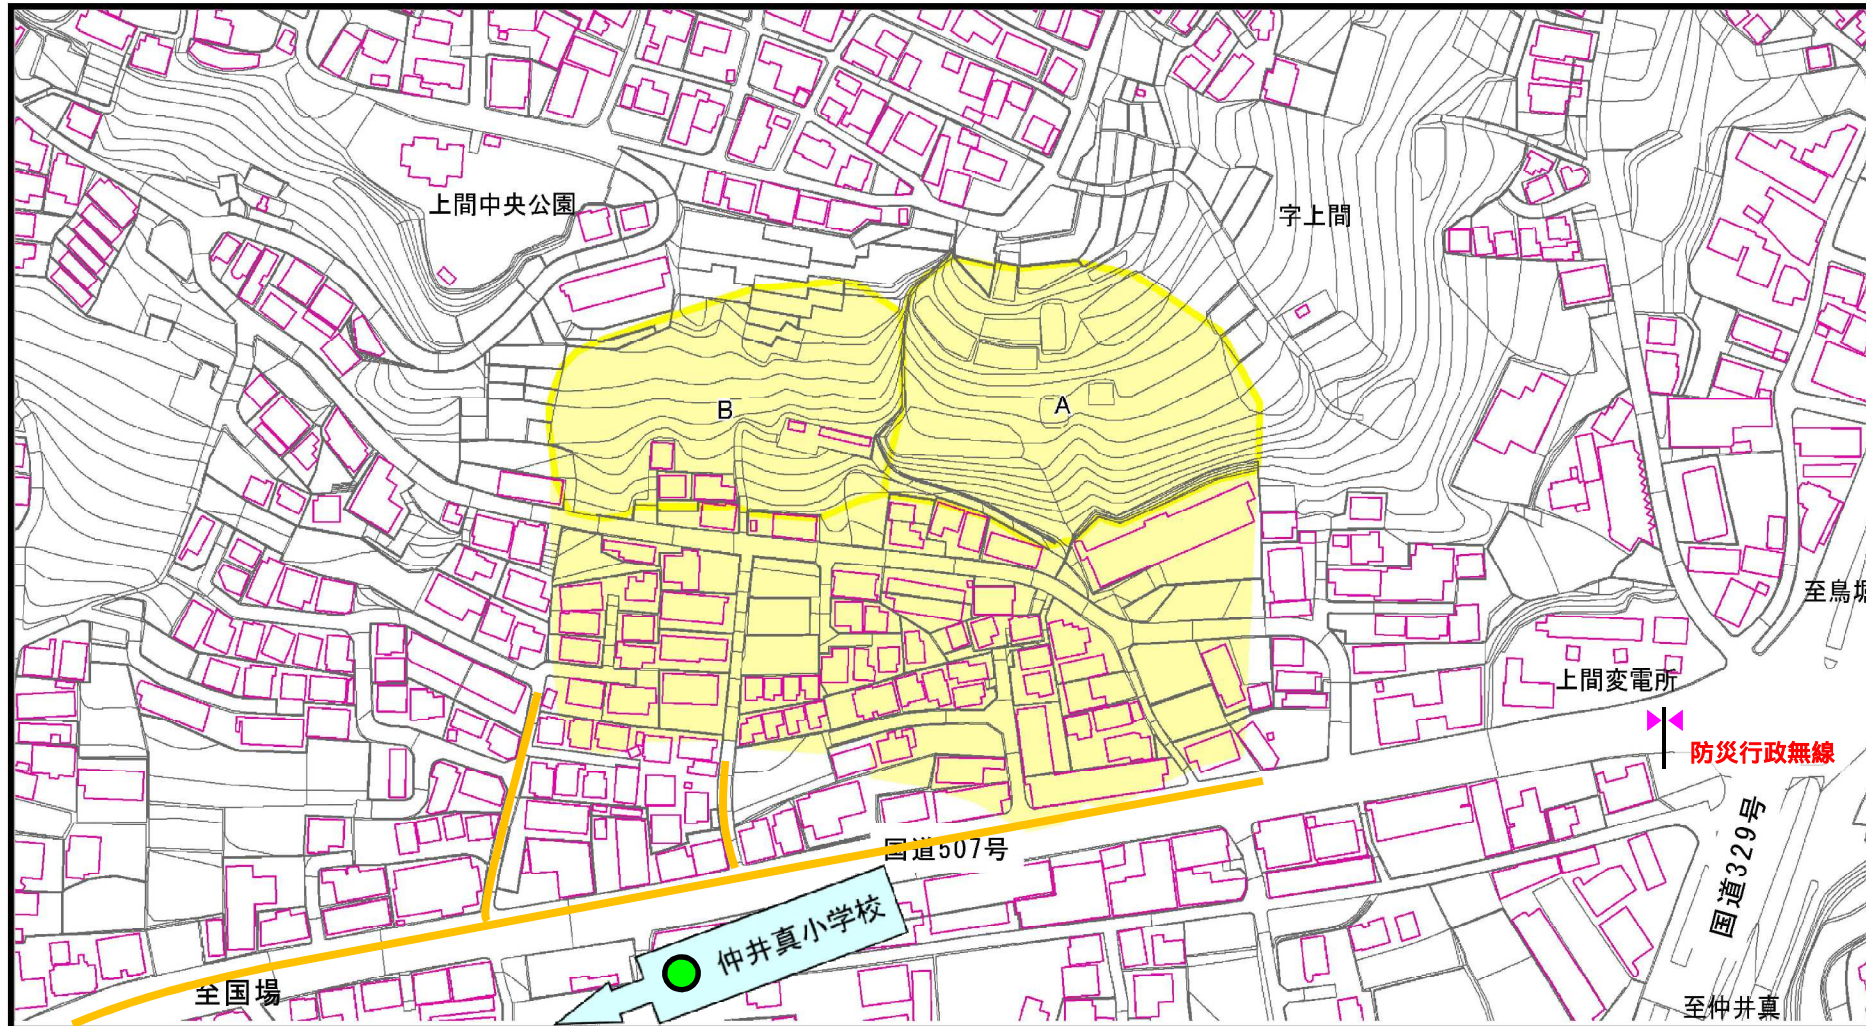 上間中央公園
字上間
B
A
至鳥堀
上間変電所
防災行政無線
国道507号
国道329号
仲井真小学校
至国場
至仲井真